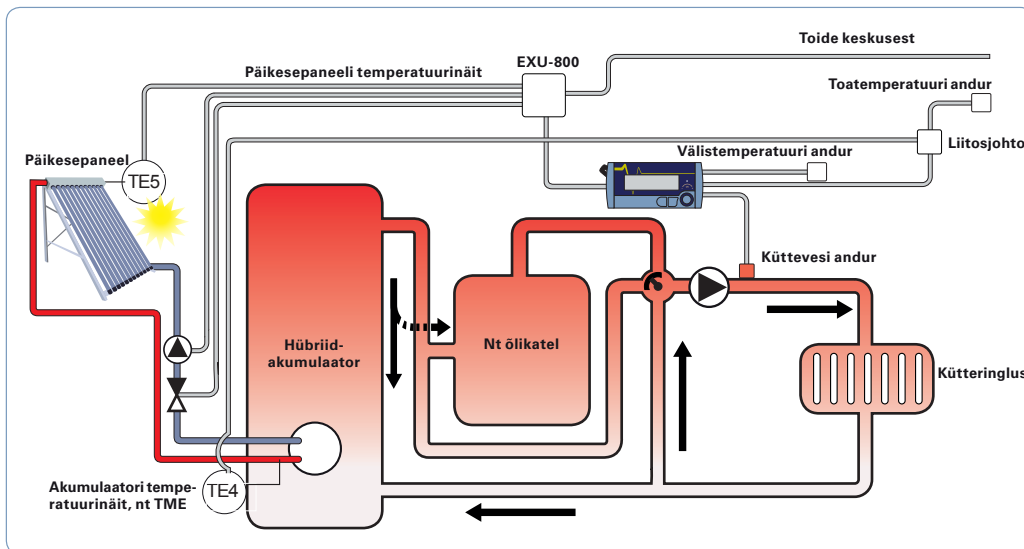 Toide keskusest
EXU-800
Päikesepaneeli temperatuurinäit
Toatemperatuuri andur
Liitosjohto
Välistemperatuuri andur
Päikesepaneel
TE5
Küttevesi andur
Hübriid-
akumulaator
Nt õlikatel
Kütteringlus
Akumulaatori tempe-
ratuurinäit, nt TME
TE4